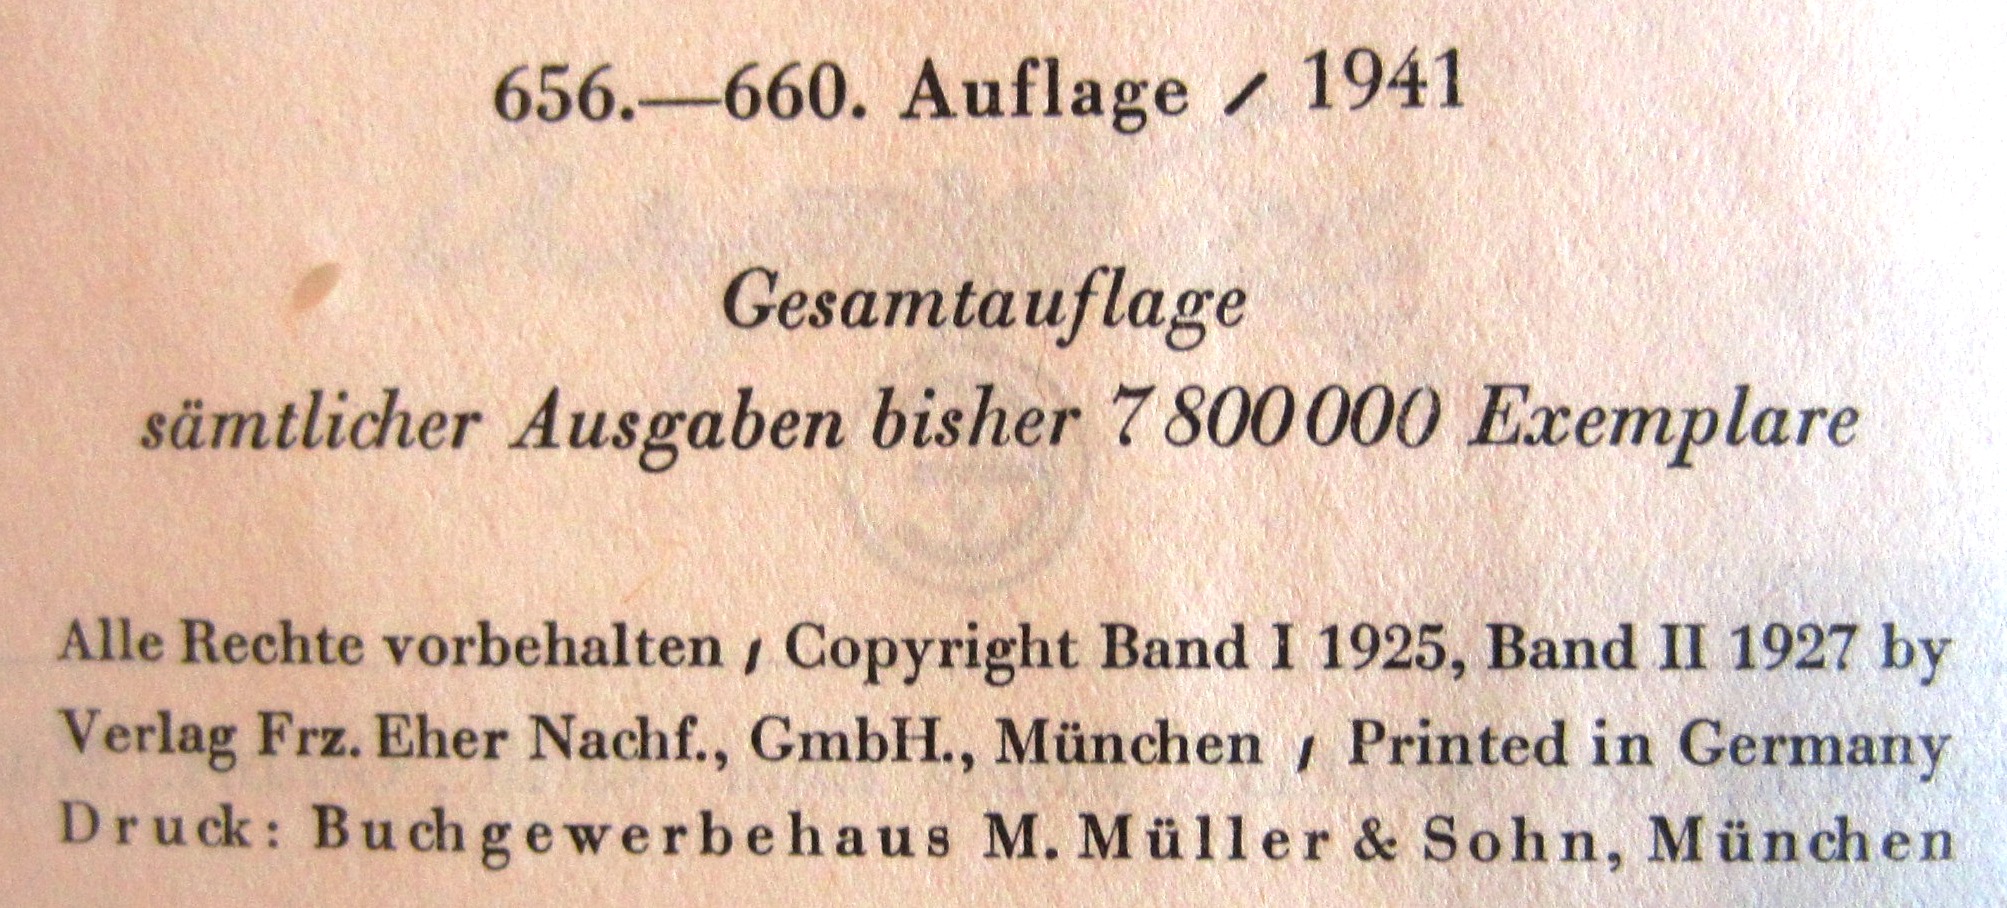 656.—660. Auflage / 1941
Gesamtauflage
sämtlicher Ausgaben bisher 7 800 000 Exemplare
Alle Rechte vorbehalten / Copyright Band I 1925, Band II 1927 by
Verlag Frz. Eher Nachf., GmbH., München / Printed in Germany
Druck: Buchgewerbehaus M. Müller & Sohn, München